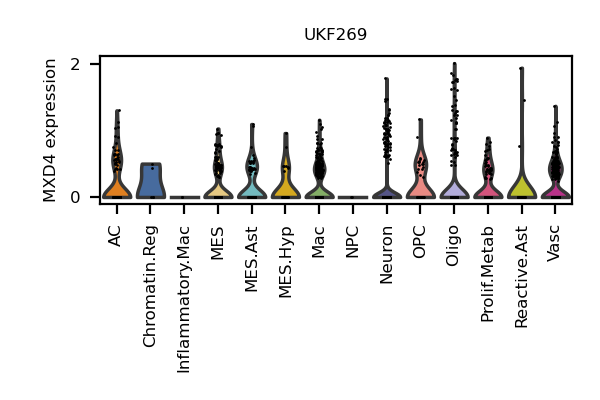 UKF269
MXD4 expression
2
0
AC
Chromatin.Reg
Inflammatory.Mac
MES
MES.Ast
MES.Hyp
Mac
NPC
Neuron
OPC
Oligo
Prolif.Metab
Reactive.Ast
Vasc